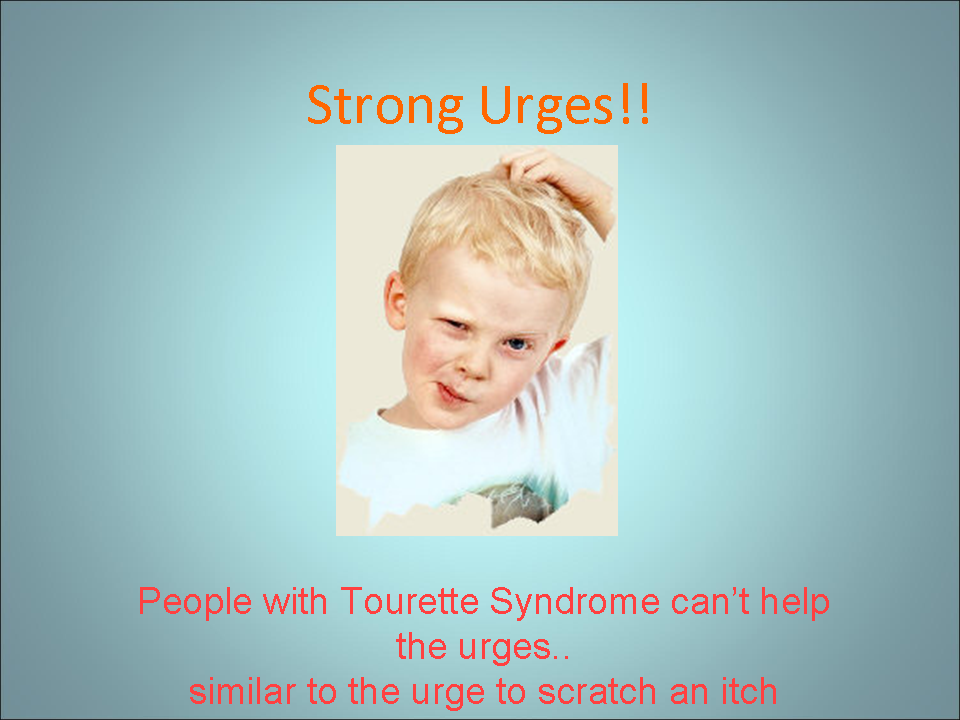 Strong Urges!!
People with Tourette Syndrome can’t help
the urges..
similar to the urge to scratch an itch